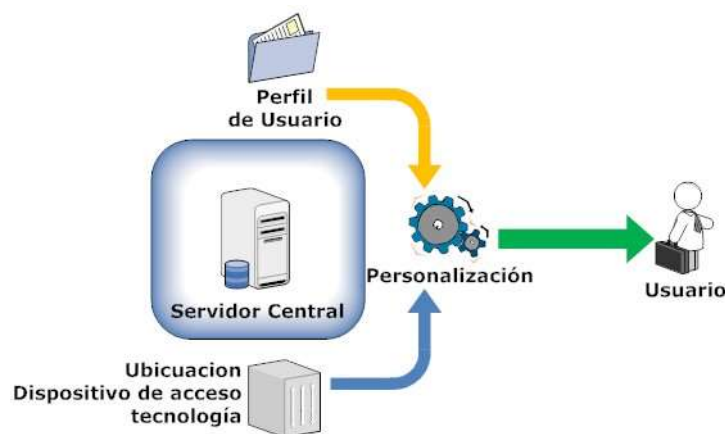 Perfil
de Usuario
Servidor Central
Personalización
Usuario
Ubicuacion
Dispositivo de acceso
tecnología